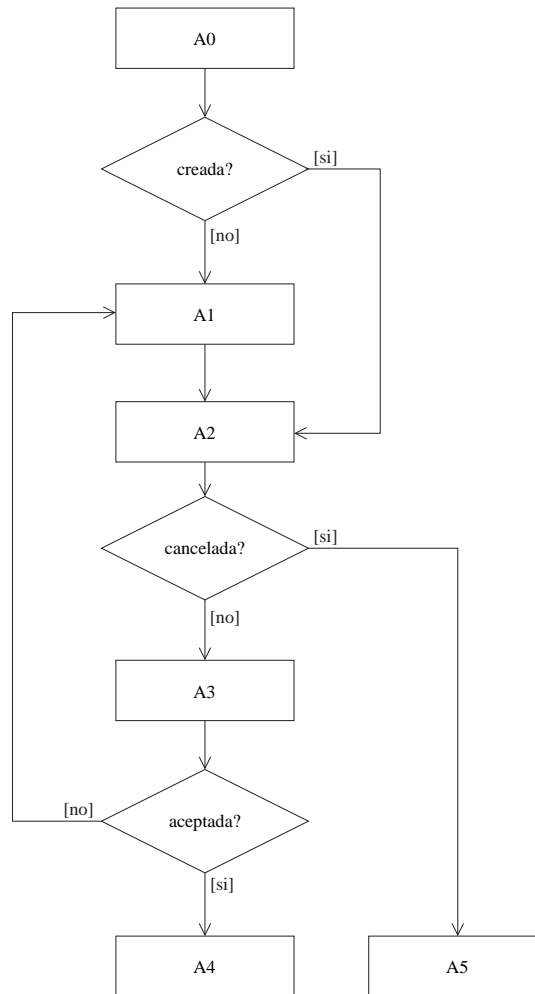 A0
creada?
[si]
[no]
A1
A2
cancelada?
[si]
[no]
A3
[no]
aceptada?
[si]
A4
A5